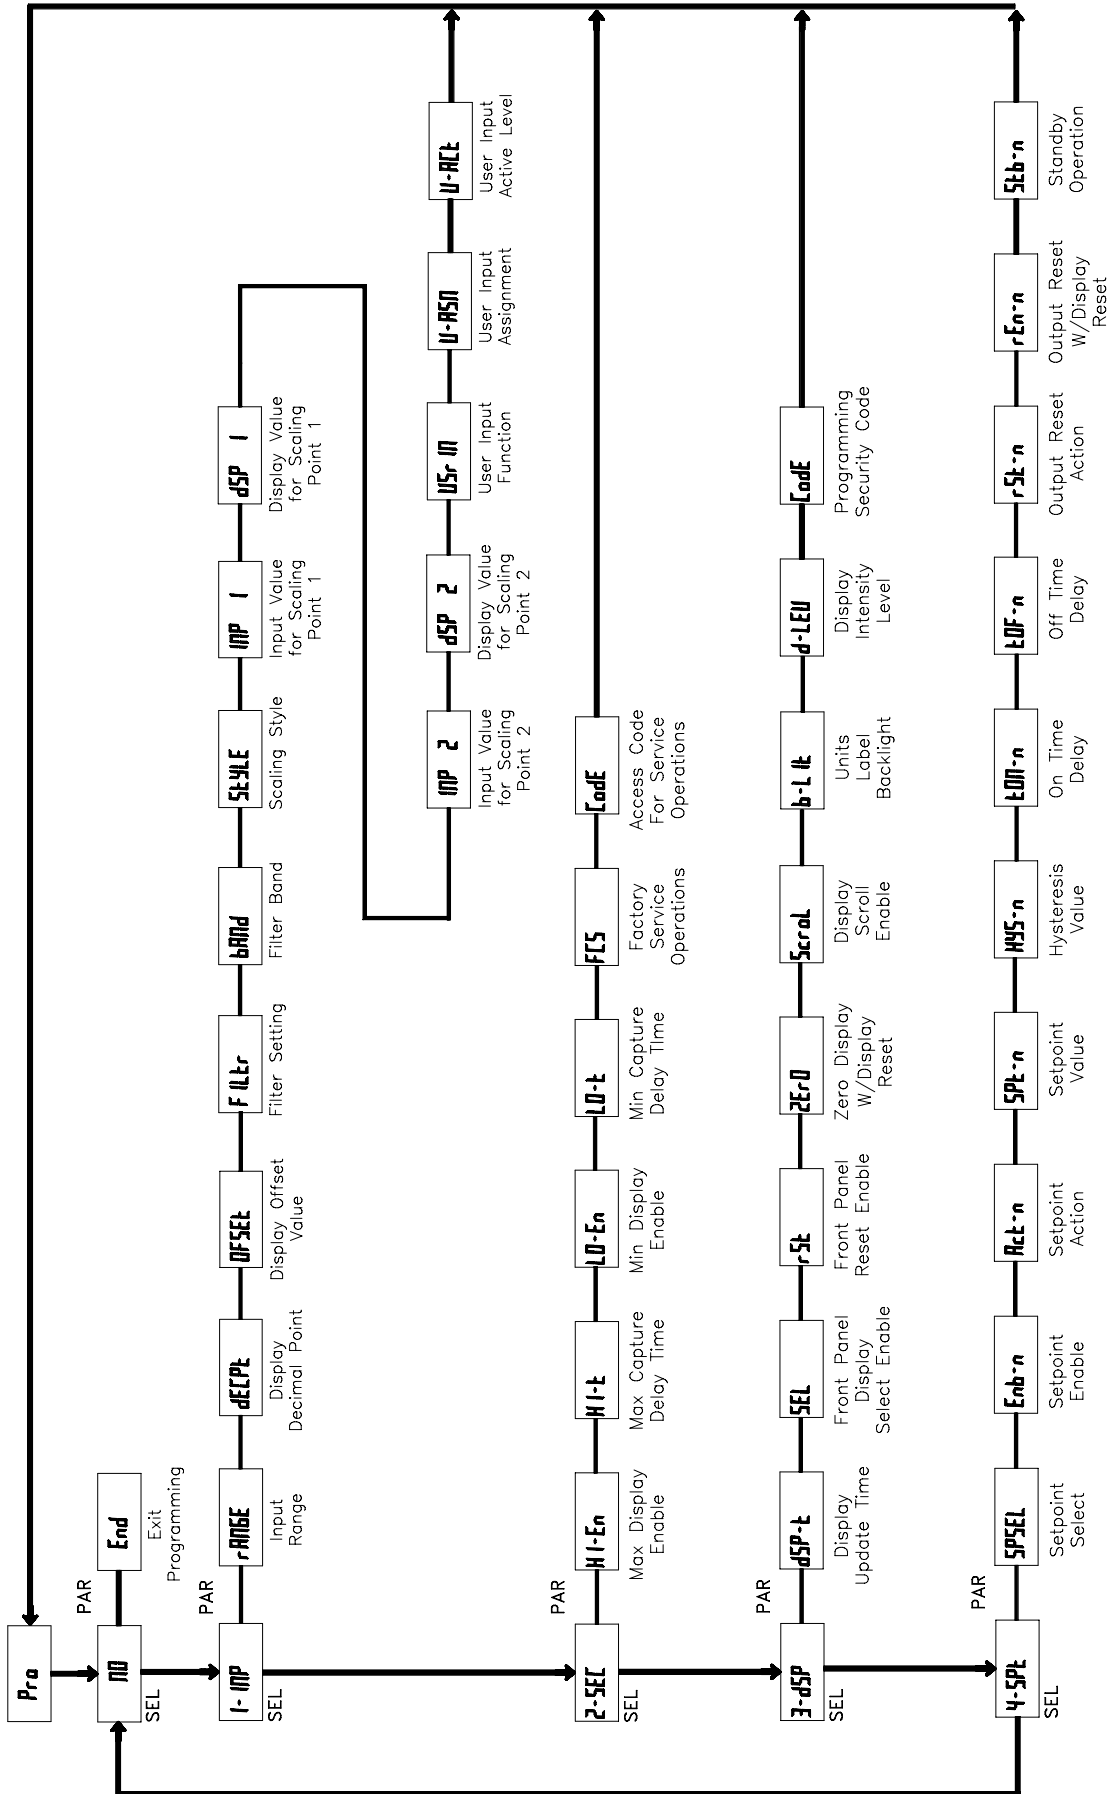 Pro
NO
SEL
PAR
End
Exit
Programming
1-INP
SEL
PAR
rANGE
Input
Range
dECPt
Display
Decimal Point
OFSEt
Display Offset
Value
FILtr
Filter Setting
bANd
Filter Band
StYLE
Scaling Style
INP 1
Input Value
for Scaling
Point 1
dSP 1
Display Value
for Scaling
Point 1
INP 2
Input Value
for Scaling
Point 2
dSP 2
Display Value
for Scaling
Point 2
USr IN
User Input
Function
U-ASN
User Input
Assignment
U-ACt
User Input
Active Level
2-SEC
SEL
PAR
HI-En
Max Display
Enable
HI-t
Max Capture
Delay Time
LO-En
Min Display
Enable
LO-t
Min Capture
Delay TIme
FCS
Factory
Service
Operations
CodE
Access Code
For Service
Operations
3-dSP
SEL
PAR
dSP-t
Display
Update Time
SEL
Front Panel
Display
Select Enable
rSt
Front Panel
Reset Enable
ZErO
Zero Display
W/Display
Reset
ScroL
Display
Scroll
Enable
b-LIt
Units
Label
Backlight
d-LEU
Display
Intensity
Level
CodE
Programming
Security Code
4-SPt
SEL
PAR
SPSEL
Setpoint
Select
Enb-n
Setpoint
Enable
ACt-n
Setpoint
Action
SPt-n
Setpoint
Value
HYS-n
Hysteresis
Value
tON-n
On Time
Delay
tOF-n
Off Time
Delay
rSt-n
Output Reset
Action
rEn-n
Output Reset
W/Display
Reset
Stb-n
Standby
Operation